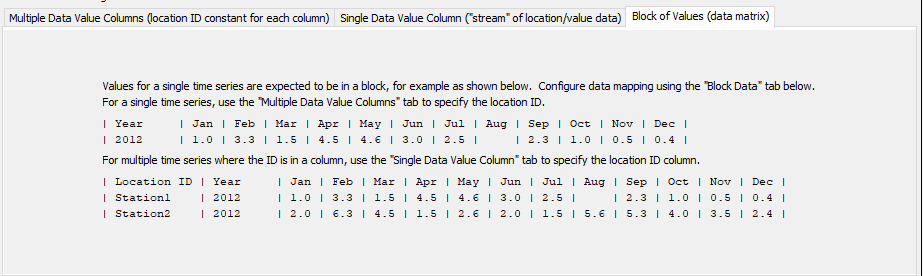 Multiple Data Value Columns (location ID constant for each column) Single Data Value Column ("stream" of location/value data) Block of Values (data matrix)
Values for a single time series are expected to be in a block, for example as shown below. Configure data mapping using the "Block Data" tab below.
For a single time series, use the "Multiple Data Value Columns" tab to specify the location ID.
| Year | Jan | Feb | Mar | Apr | May | Jun | Jul | Aug | Sep | Oct | Nov | Dec |
| 2012 | 1.0 | 3.3 | 1.5 | 4.5 | 4.6 | 3.0 | 2.5 | | 2.3 | 1.0 | 0.5 | 0.4 |
For multiple time series where the ID is in a column, use the "Single Data Value Column" tab to specify the location ID column.
| Location ID | Year | Jan | Feb | Mar | Apr | May | Jun | Jul | Aug | Sep | Oct | Nov | Dec |
| Station1 | 2012 | 1.0 | 3.3 | 1.5 | 4.5 | 4.6 | 3.0 | 2.5 | | 2.3 | 1.0 | 0.5 | 0.4 |
| Station2 | 2012 | 2.0 | 6.3 | 4.5 | 1.5 | 2.6 | 2.0 | 1.5 | 5.6 | 5.3 | 4.0 | 3.5 | 2.4 |